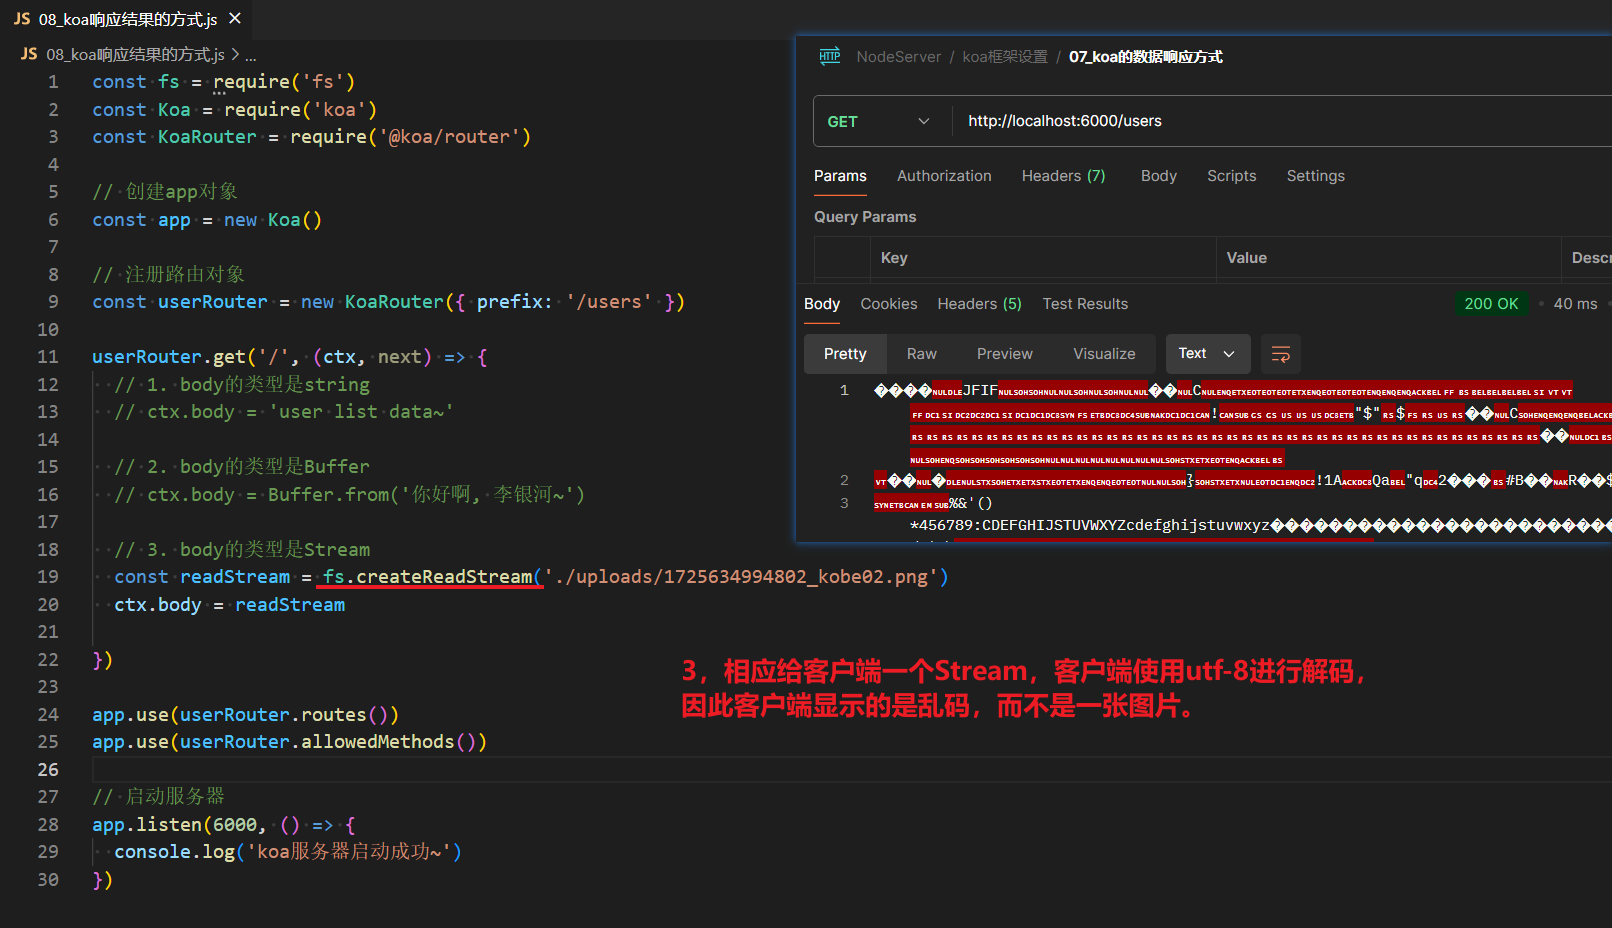 JS 08_koa响应结果的方式.js ×
JS 08_koa响应结果的方式.js > ...
1 const fs = require('fs')
2 const Koa = require('koa')
3 const KoaRouter = require('@koa/router')
4
5 // 创建app对象
6 const app = new Koa()
7
8 // 注册路由对象
9 const userRouter = new KoaRouter({ prefix: '/users' })
10
11 userRouter.get('/', (ctx, next) => {
12 // 1. body的类型是string
13 // ctx.body = 'user list data~'
14
15 // 2. body的类型是Buffer
16 // ctx.body = Buffer.from('你好啊, 李银河~')
17
18 // 3. body的类型是Stream
19 const readStream = fs.createReadStream('./uploads/1725634994802_kobe02.png')
20 ctx.body = readStream
21
22 })
23
24 app.use(userRouter.routes())
25 app.use(userRouter.allowedMethods())
26
27 // 启动服务器
28 app.listen(6000, () => {
29 console.log('koa服务器启动成功~')
30 })
HTTP NodeServer / koa框架设置 / 07_koa的数据响应方式
GET http://localhost:6000/users
Params Authorization Headers (7) Body Scripts Settings
Query Params
Key Value Descr
Body Cookies Headers (5) Test Results 200 OK • 40 ms
Pretty Raw Preview Visualize Text
1 ����NULDLEJFIF
2
3 SYNETBCANEMSUB%&'()
*456789:CDEFGHIJSTUVWXYZcdefghijstuvwxyz
3，相应给客户端一个Stream，客户端使用utf-8进行解码，
因此客户端显示的是乱码，而不是一张图片。